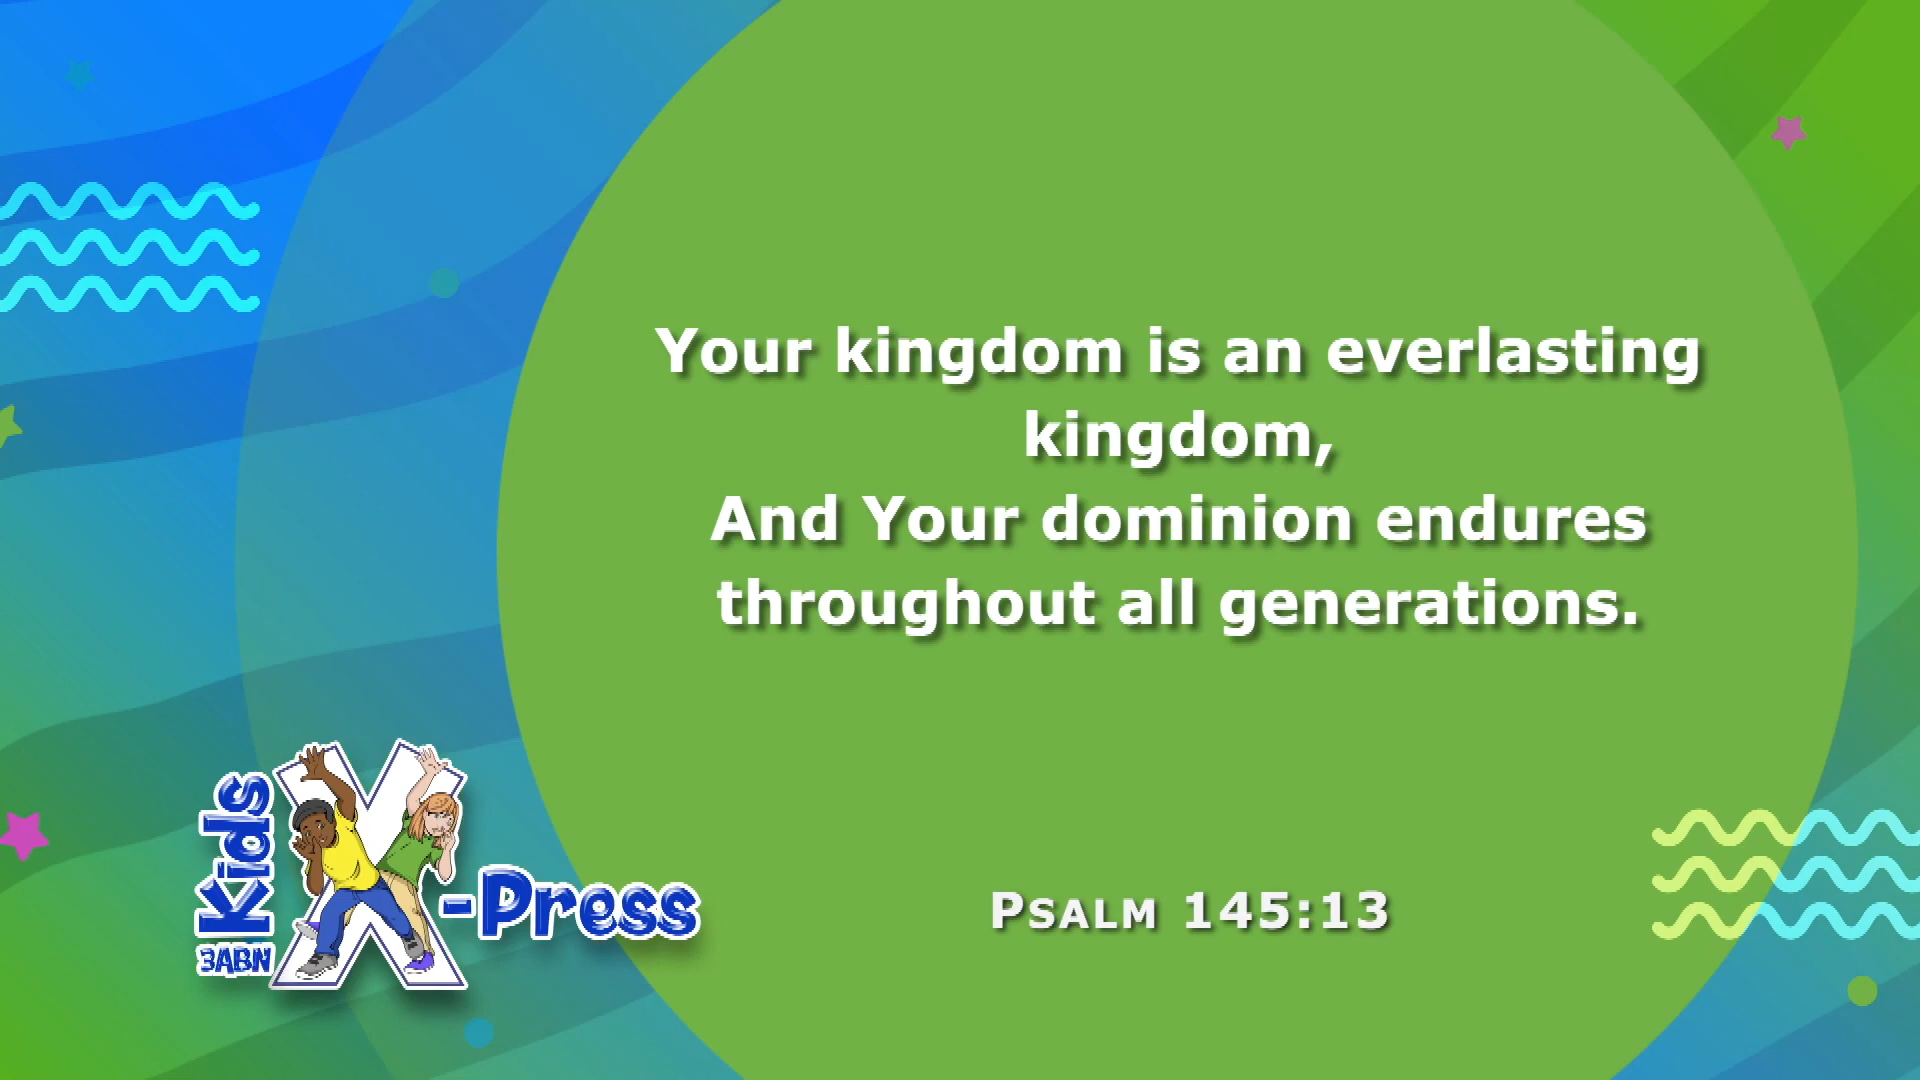 Your kingdom is an everlasting
kingdom,
And Your dominion endures
throughout all generations.
Psalm 145:13
3ABN Kids X-Press